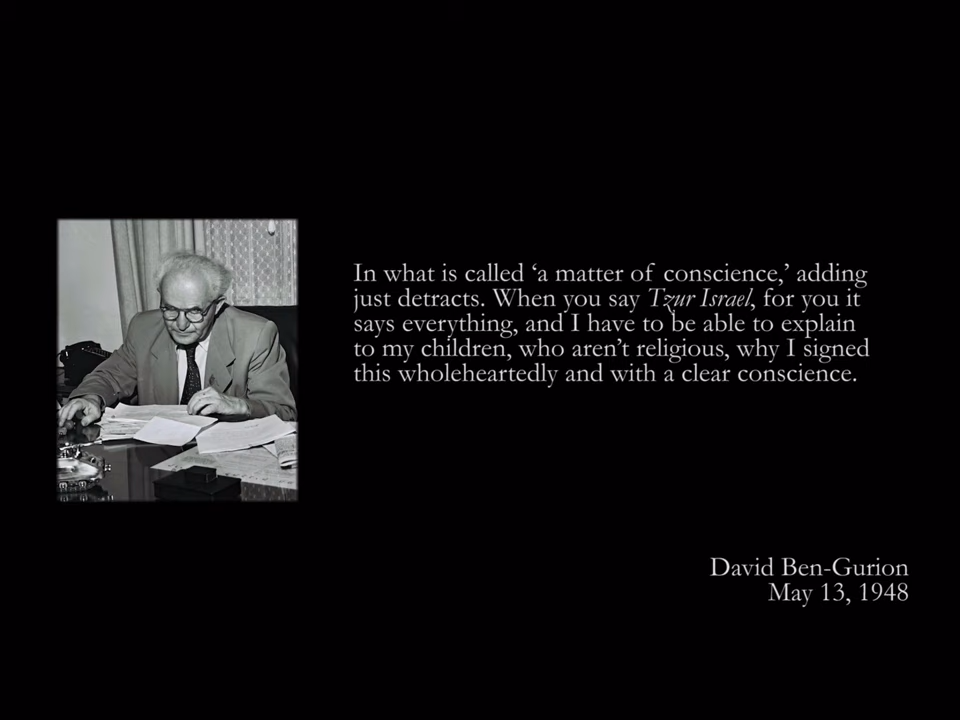 In what is called ‘a matter of conscience,’ adding
just detracts. When you say Tzur Israel, for you it
says everything, and I have to be able to explain
to my children, who aren’t religious, why I signed
this wholeheartedly and with a clear conscience.
David Ben-Gurion
May 13, 1948